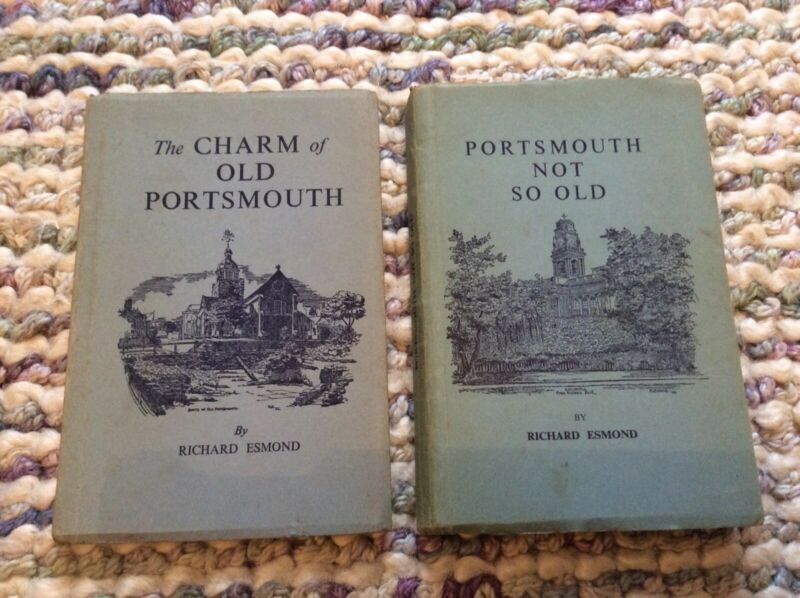 The CHARM of
OLD
PORTSMOUTH
By
RICHARD ESMOND
PORTSMOUTH
NOT
SO OLD
BY
RICHARD ESMOND